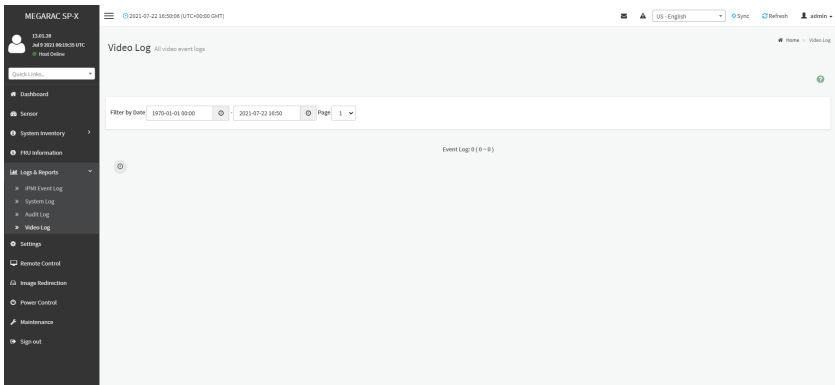 MEGARAC SP-X
2021-07-22 16:50:06 (UTC+00:00 GMT)
US - English
Sync
Refresh
admin
13.01.28
Jul 9 2021 06:19:55 UTC
Host Online
Quick Links...
Dashboard
Sensor
System Inventory
FRU Information
Logs & Reports
IPMI Event Log
System Log
Audit Log
Video Log
Settings
Remote Control
Image Redirection
Power Control
Maintenance
Sign out
Video Log All video event logs
Home > Video Log
Filter by Date 1970-01-01 00:00 - 2021-07-22 16:50 Page 1
Event Log: 0 ( 0 ~ 0 )